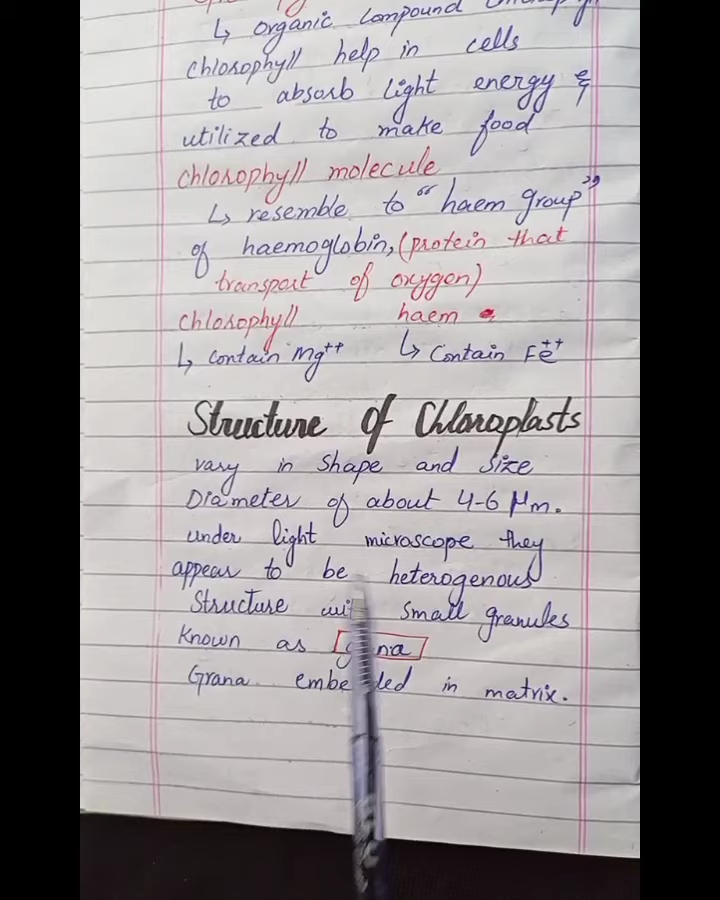 ↳ organic compound
chlorophyll help in cells
to absorb light energy &
utilized to make food
chlorophyll molecule
↳ resemble to "haem group"
of haemoglobin, (protein that
transport of oxygen)
chlorophyll haem
↳ contain Mg++ ↳ Contain Fe++
Structure of Chloroplasts
vary in shape and size
Diameter of about 4-6 μm.
under light microscope they
appear to be heterogenous
Structure small granules
Known as
Grana in matrix.